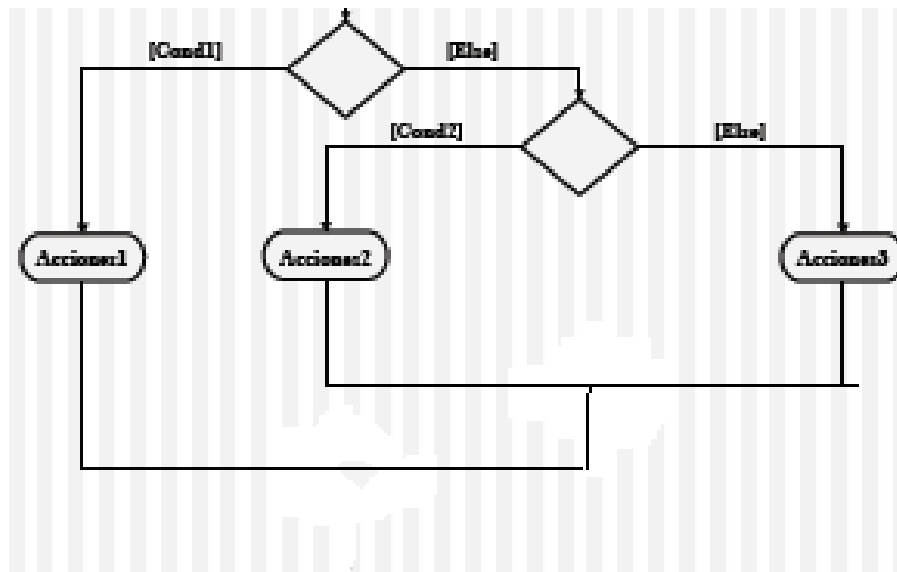 [Cond1]
[Else]
[Cond2]
[Else]
Acciones1
Acciones2
Acciones3